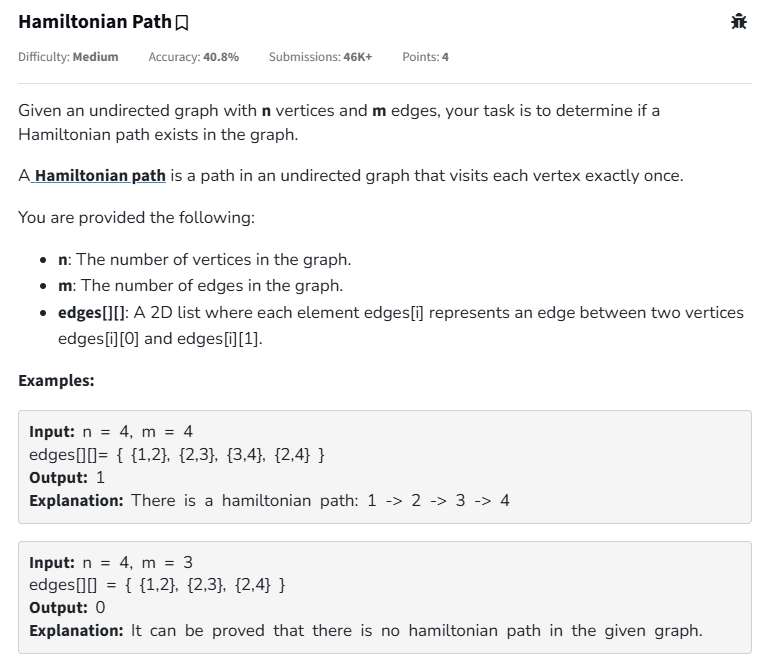 Hamiltonian Path
Difficulty: Medium Accuracy: 40.8% Submissions: 46K+ Points: 4
Given an undirected graph with n vertices and m edges, your task is to determine if a
Hamiltonian path exists in the graph.
A Hamiltonian path is a path in an undirected graph that visits each vertex exactly once.
You are provided the following:
• n: The number of vertices in the graph.
• m: The number of edges in the graph.
• edges[][]: A 2D list where each element edges[i] represents an edge between two vertices
edges[i][0] and edges[i][1].
Examples:
Input: n = 4, m = 4
edges[][]= { {1,2}, {2,3}, {3,4}, {2,4} }
Output: 1
Explanation: There is a hamiltonian path: 1 -> 2 -> 3 -> 4
Input: n = 4, m = 3
edges[][] = { {1,2}, {2,3}, {2,4} }
Output: 0
Explanation: It can be proved that there is no hamiltonian path in the given graph.